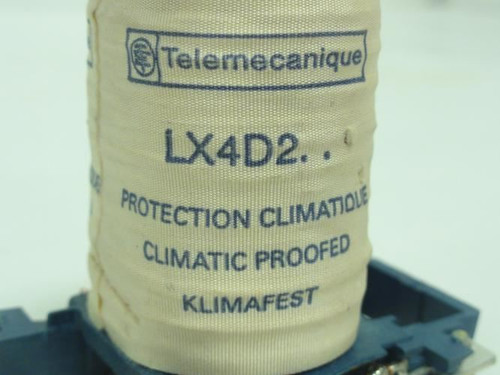 Telemecanique
LX4D2..
PROTECTION CLIMATIQUE
CLIMATIC PROOFED
KLIMAFEST